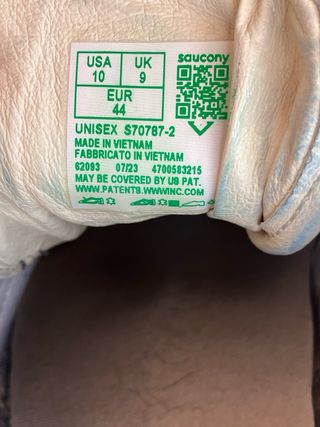 saucony
USA UK
10 9
EUR
44
UNISEX S70787-2
MADE IN VIETNAM
FABBRICATO IN VIETNAM
62093 07/23 4700583215
MAY BE COVERED BY US PAT.
WWW.PATENTS.WWWINC.COM